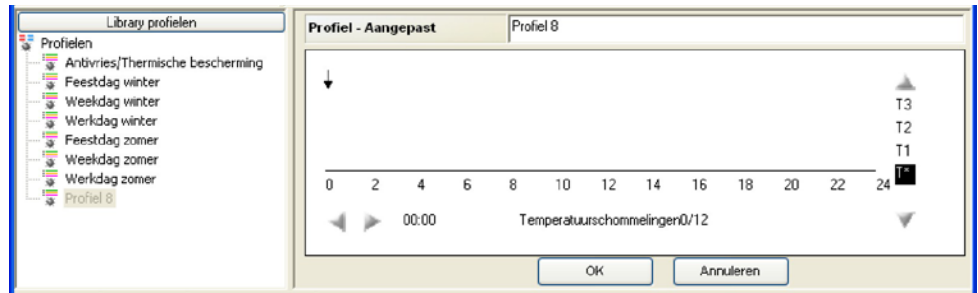 Library profielen
Profielen
Antivries/Thermische bescherming
Feestdag winter
Weekdag winter
Werkdag winter
Feestdag zomer
Weekdag zomer
Werkdag zomer
Profiel 8
Profiel - Aangepast
Profiel 8
T3
T2
T1
T*
0 2 4 6 8 10 12 14 16 18 20 22 24
00:00 Temperatuurschommelingen0/12
OK Annuleren